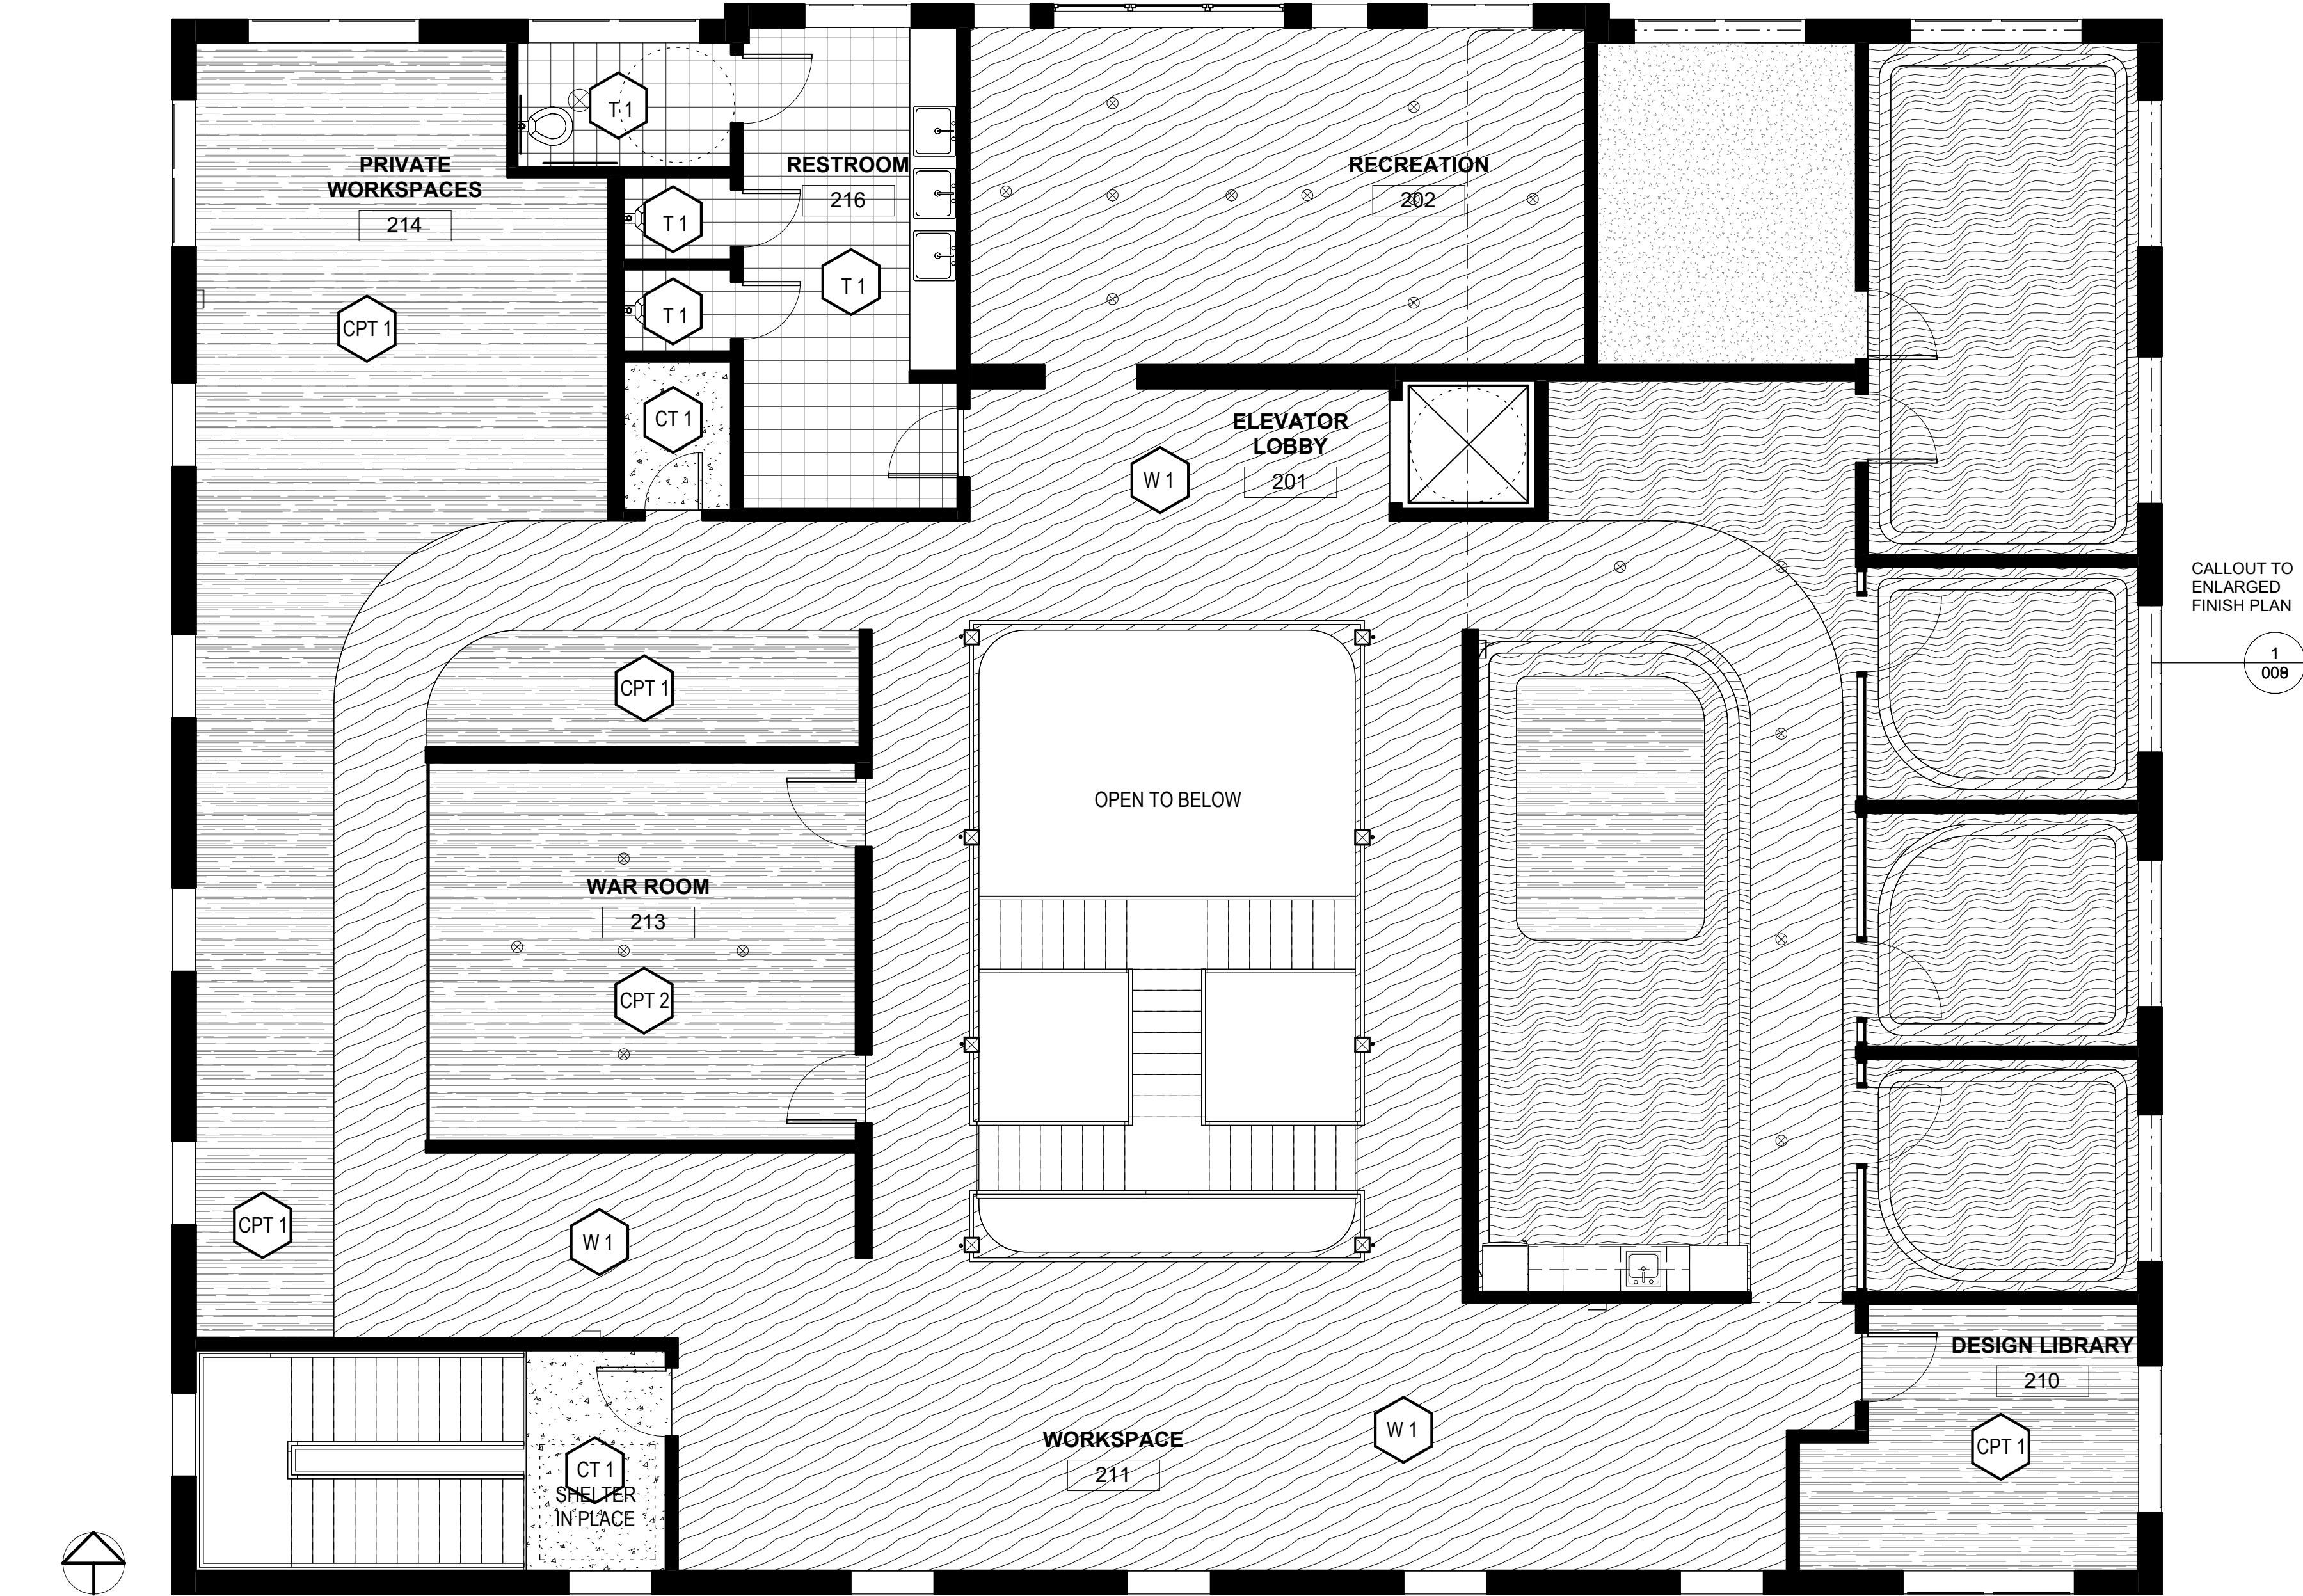 T 1
PRIVATE
WORKSPACES
214
RESTROOM
216
RECREATION
202
T 1
T 1
T 1
CPT 1
CT 1
ELEVATOR
LOBBY
201
W 1
CALLOUT TO
ENLARGED
FINISH PLAN
1
CPT 1
OPEN TO BELOW
WAR ROOM
213
CPT 2
CPT 1
W 1
DESIGN LIBRARY
210
CPT 1
WORKSPACE
211
W 1
CT 1
SHELTER
IN PLACE